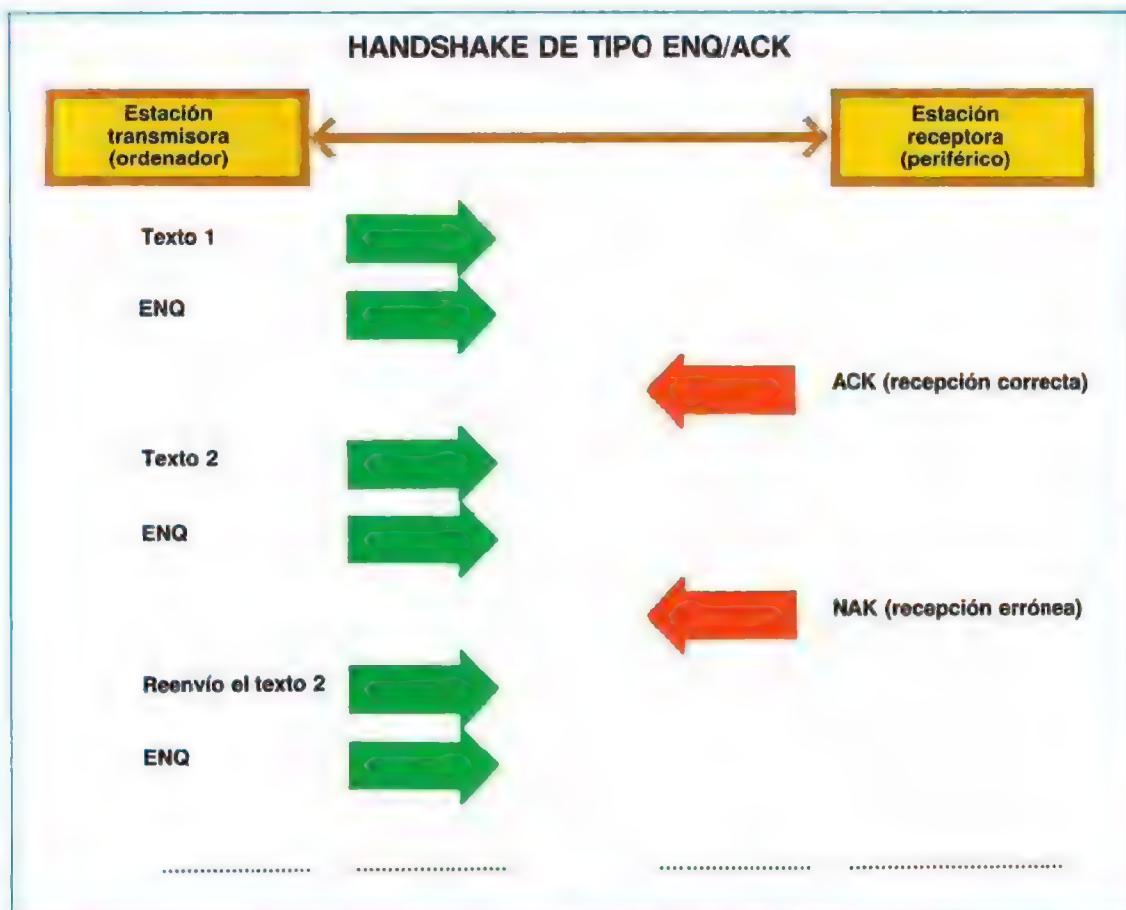 HANDSHAKE DE TIPO ENQ/ACK
Estación
transmisora
(ordenador)
Estación
receptora
(periférico)
Texto 1
ENQ
ACK (recepción correcta)
Texto 2
ENQ
NAK (recepción errónea)
Reenvío el texto 2
ENQ